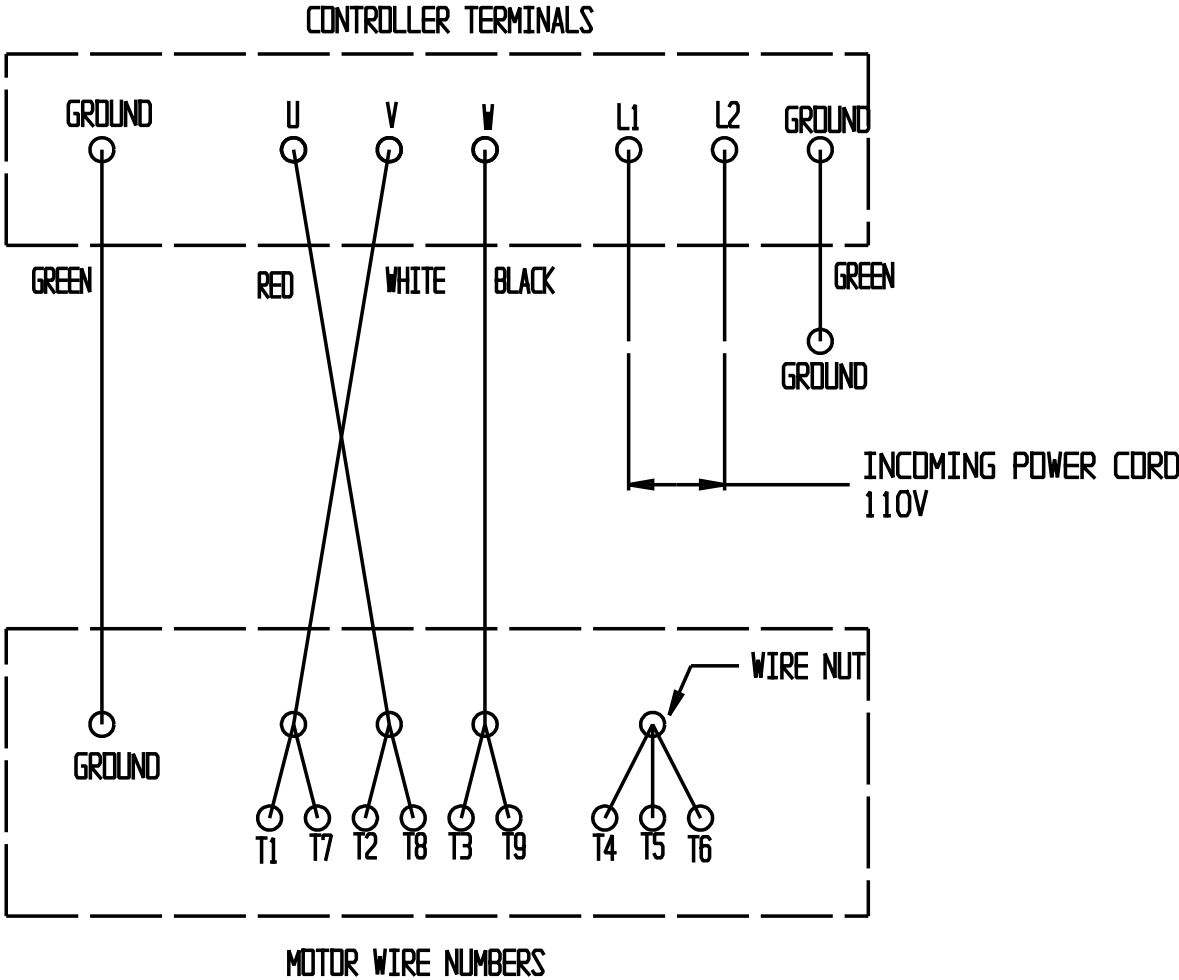 CONTROLLER TERMINALS
GROUND
U
V
W
L1
L2
GROUND
GREEN
RED
WHITE
BLACK
GREEN
GROUND
INCOMING POWER CORD
110V
WIRE NUT
GROUND
T1
T7
T2
T8
T3
T9
T4
T5
T6
MOTOR WIRE NUMBERS